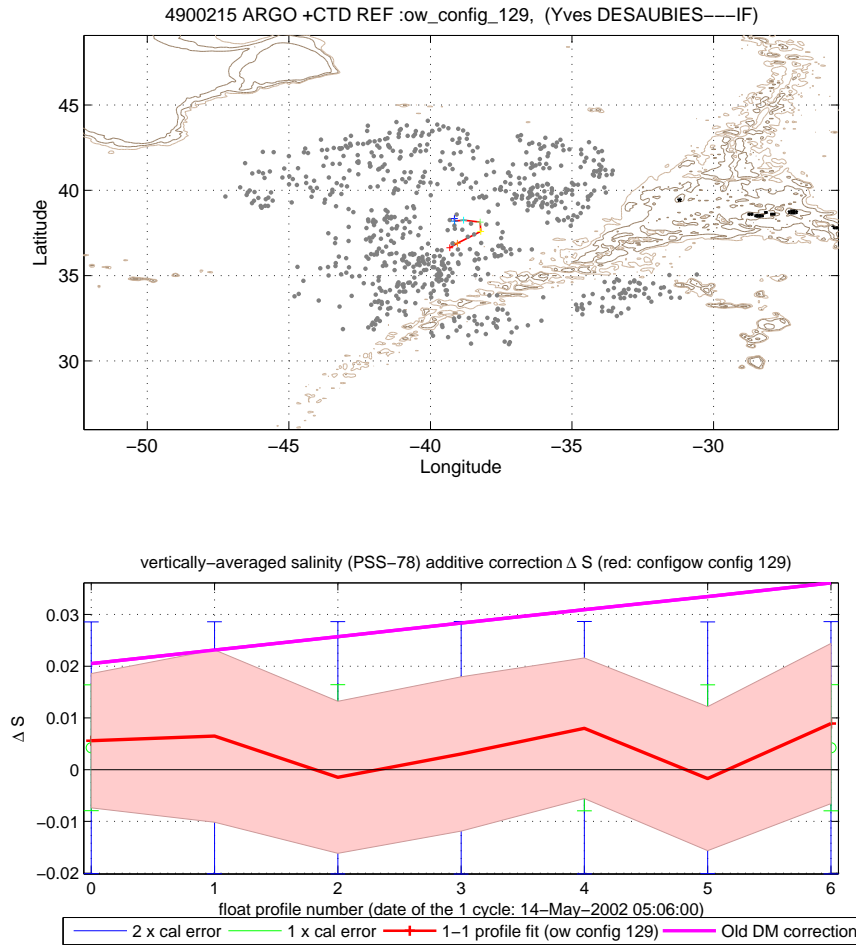 4900215 ARGO +CTD REF :ow_config_129,  (Yves DESAUBIES−−−IF)
45
40
35
30
Latitude
−50
−45
−40
−35
−30
Longitude
vertically−averaged salinity (PSS−78) additive correction Δ S (red: configow config 129)
0.03
0.02
0.01
0
−0.01
−0.02
Δ S
0
1
2
3
4
5
6
float profile number (date of the 1 cycle: 14−May−2002 05:06:00)
2 x cal error
1 x cal error
1−1 profile fit (ow config 129)
Old DM correction